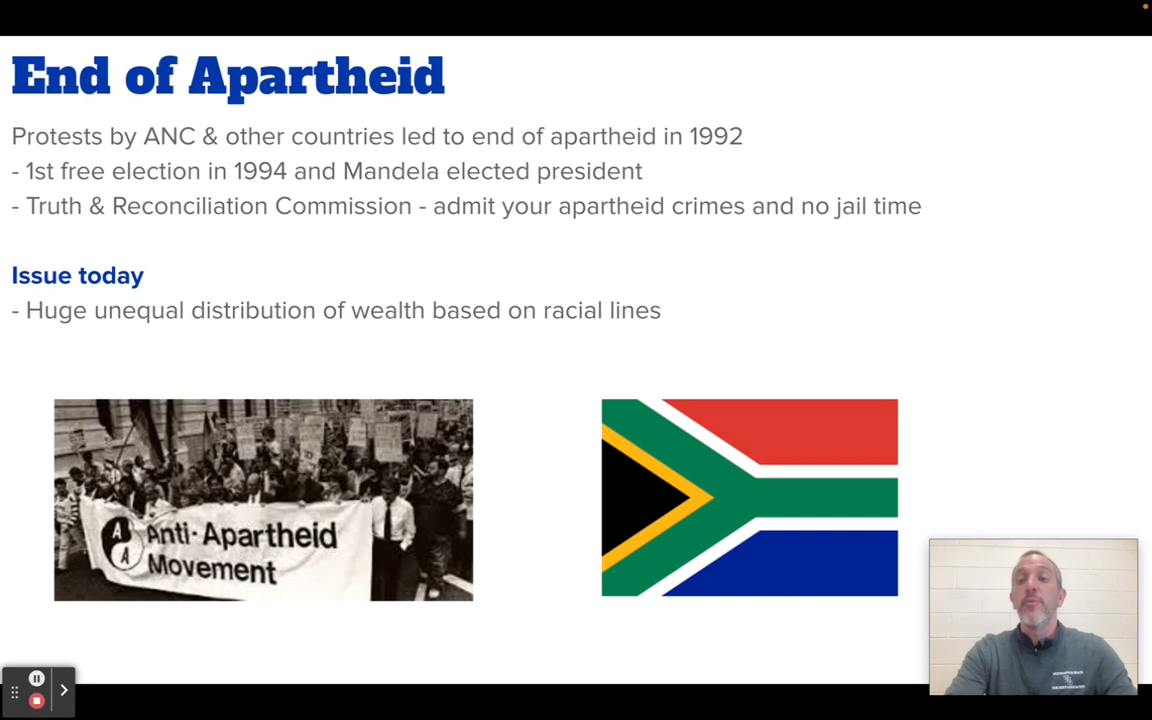 End of Apartheid
Protests by ANC & other countries led to end of apartheid in 1992
- 1st free election in 1994 and Mandela elected president
- Truth & Reconciliation Commission - admit your apartheid crimes and no jail time
Issue today
- Huge unequal distribution of wealth based on racial lines
A
A
Anti-Apartheid
Movement